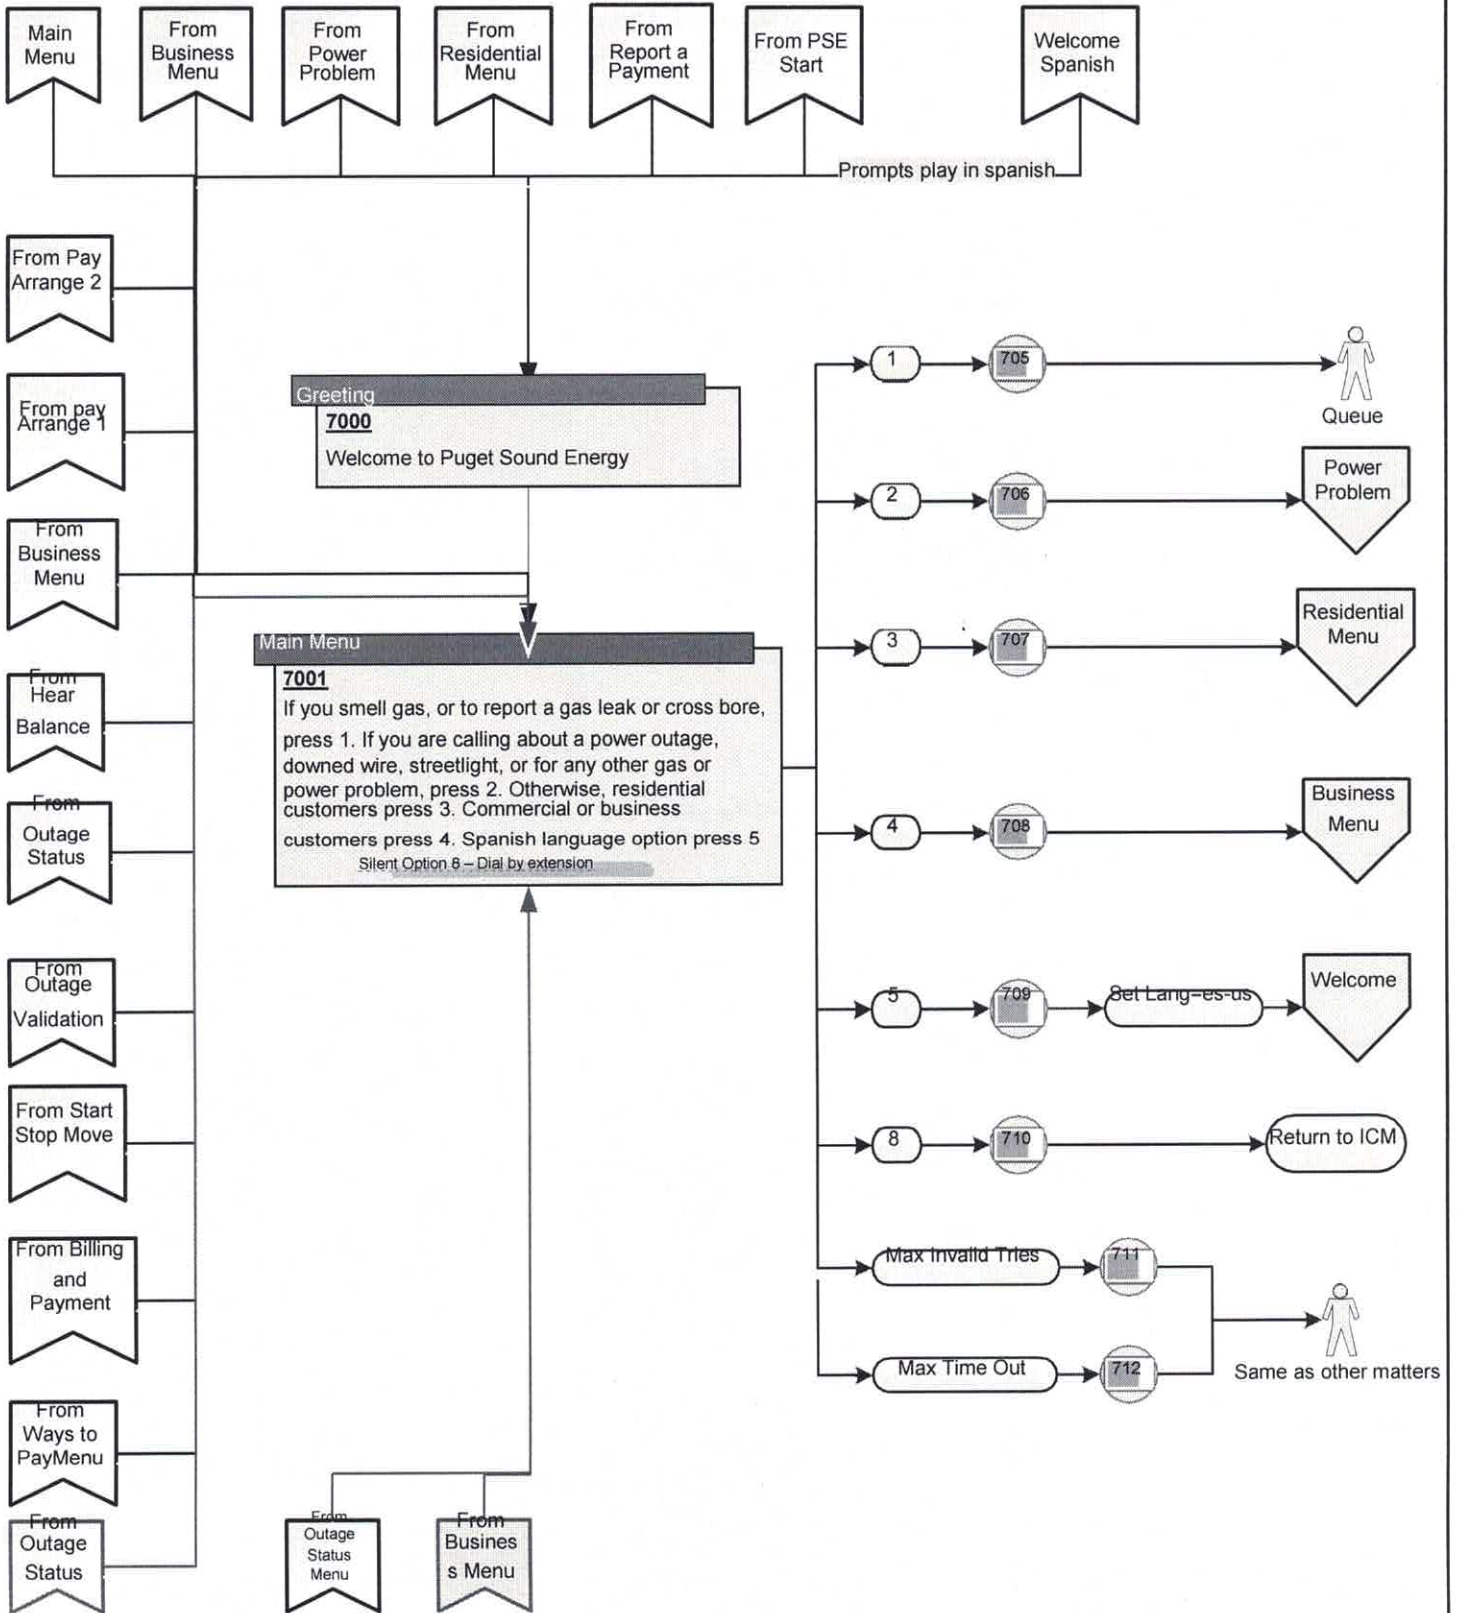 Main
Menu
From
Business
Menu
From
Power
Problem
From
Residential
Menu
From
Report a
Payment
From PSE
Start
Welcome
Spanish
Prompts play in spanish
From Pay
Arrange 2
From pay
Arrange 1
From
Business
Menu
From
Hear
Balance
From
Outage
Status
From
Outage
Validation
From Start
Stop Move
From Billing
and
Payment
From
Ways to
PayMenu
From
Outage
Status
Greeting
7000
Welcome to Puget Sound Energy
Main Menu
7001
If you smell gas, or to report a gas leak or cross bore,
press 1. If you are calling about a power outage,
downed wire, streetlight, or for any other gas or
power problem, press 2. Otherwise, residential
customers press 3. Commercial or business
customers press 4. Spanish language option press 5
Silent Option 8 – Dial by extension
From
Outage
Status
Menu
From
Busines
s Menu
1
705
Queue
2
706
Power
Problem
3
707
Residential
Menu
4
708
Business
Menu
5
709
Set Lang=es-us
Welcome
8
710
Return to ICM
Max Invalid Tries
711
Max Time Out
712
Same as other matters